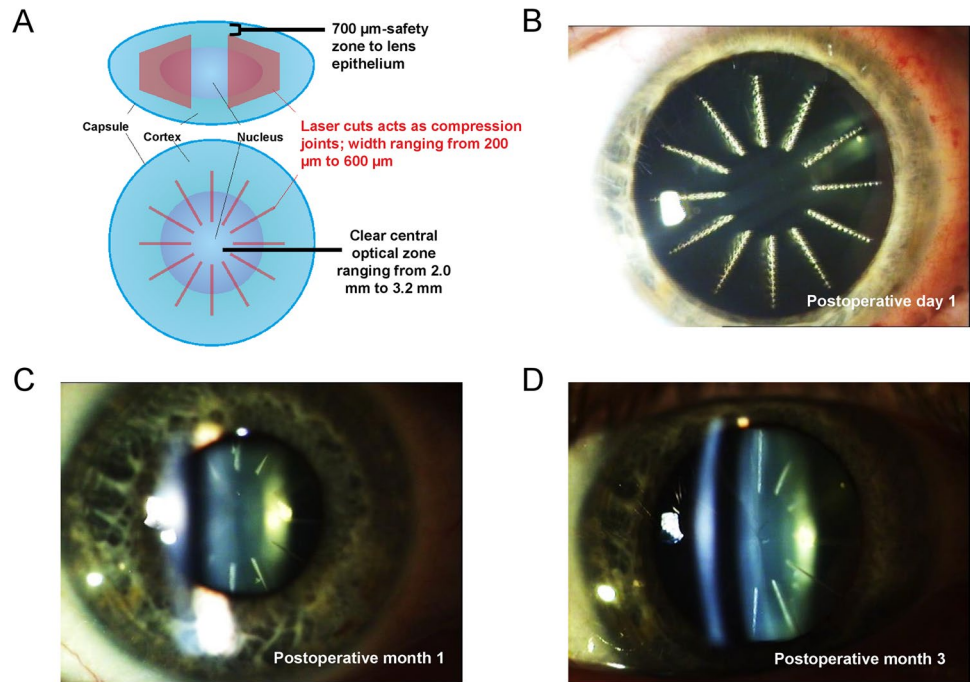 A
700 µm-safety
zone to lens
epithelium
Capsule
Cortex
Nucleus
Laser cuts acts as compression
joints; width ranging from 200
µm to 600 µm
Clear central
optical zone
ranging from 2.0
mm to 3.2 mm
B
Postoperative day 1
C
Postoperative month 1
D
Postoperative month 3